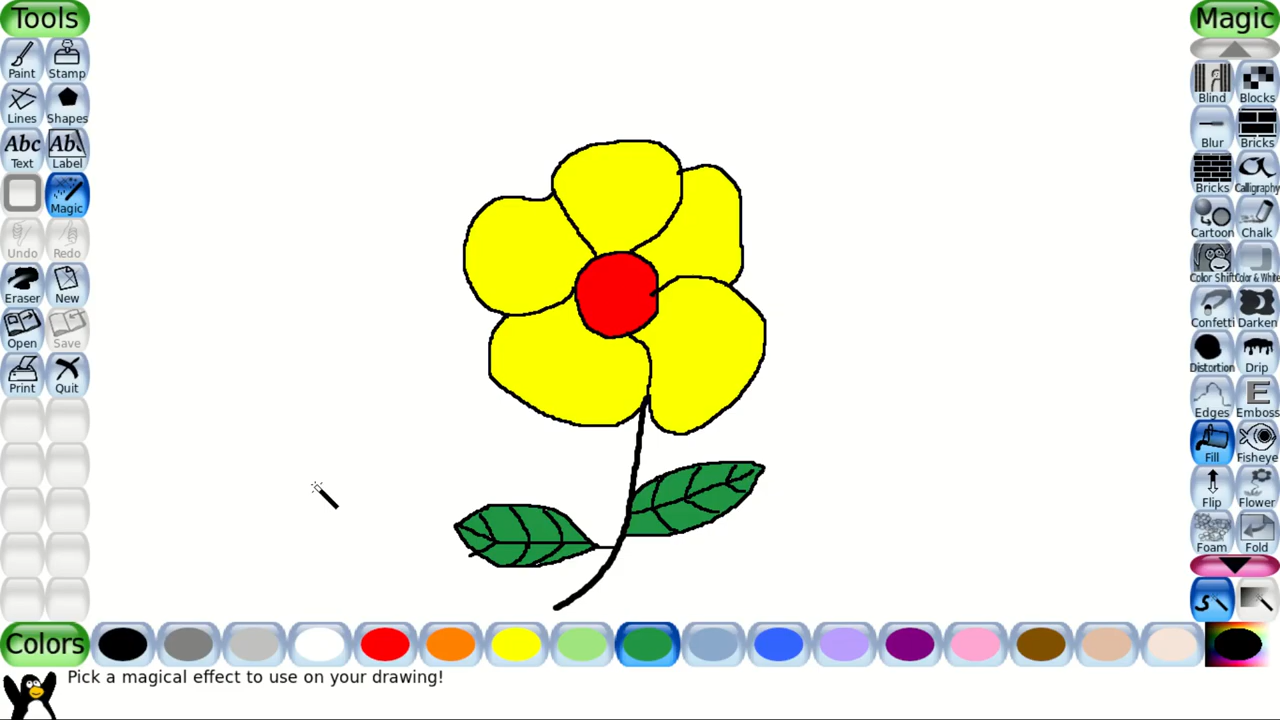 Tools
Paint Stamp
Lines Shapes
Abc Abc
Text Label
Magic
Undo Redo
Eraser New
Open Save
Print Quit
Magic
Blind Blocks
Blur Bricks
Bricks Calligraphy
Cartoon Chalk
Color Shift Color & White
Confetti Darken
Distortion Drip
E
Edges Emboss
Fill Fisheye
Flip Flower
Foam Fold
Colors
Pick a magical effect to use on your drawing!